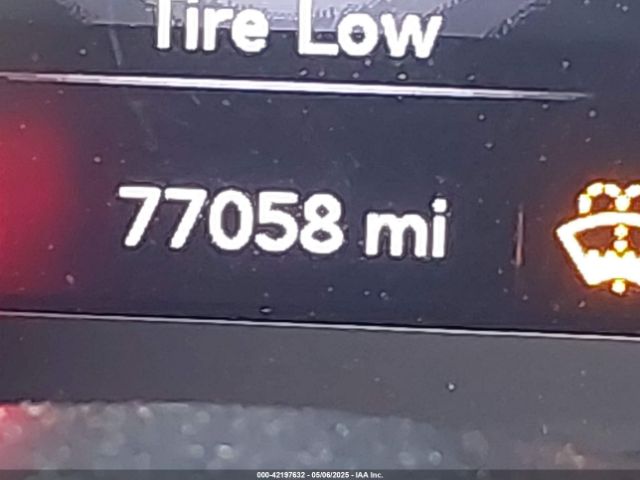 Tire Low
77058 mi
000-42197632 - 05/06/2025 - IAA Inc.